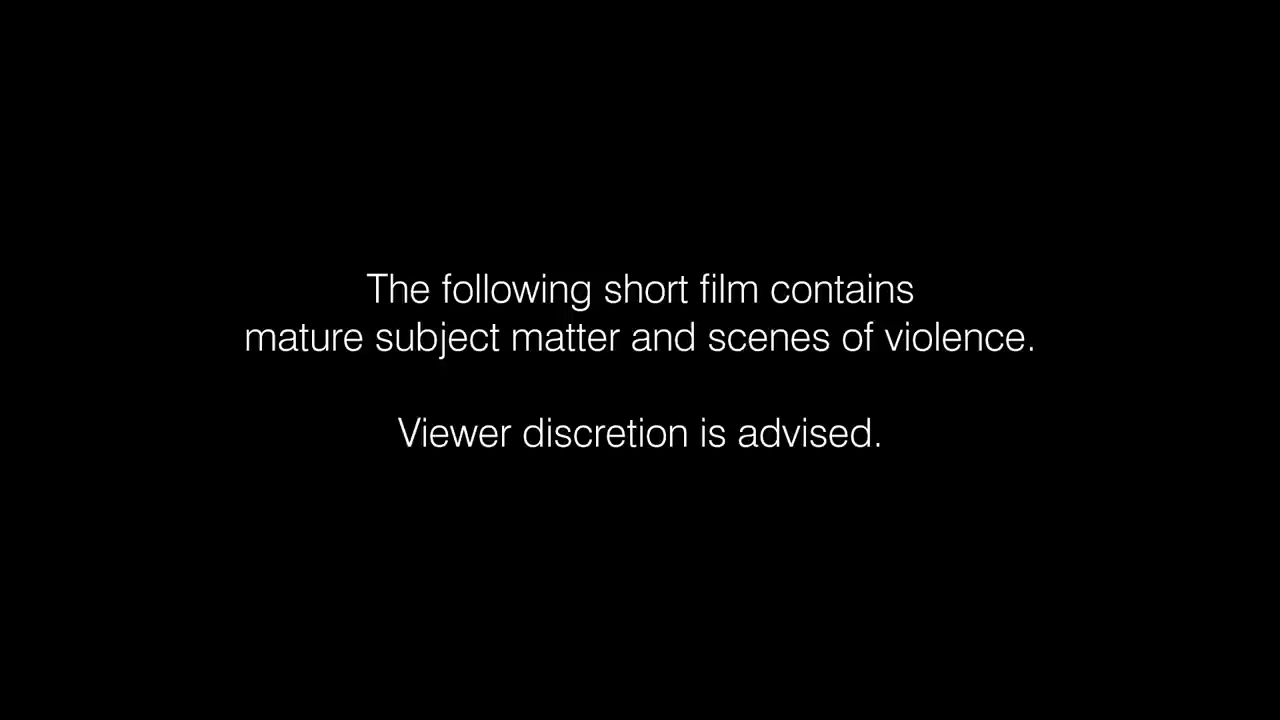 The following short film contains
mature subject matter and scenes of violence.
Viewer discretion is advised.